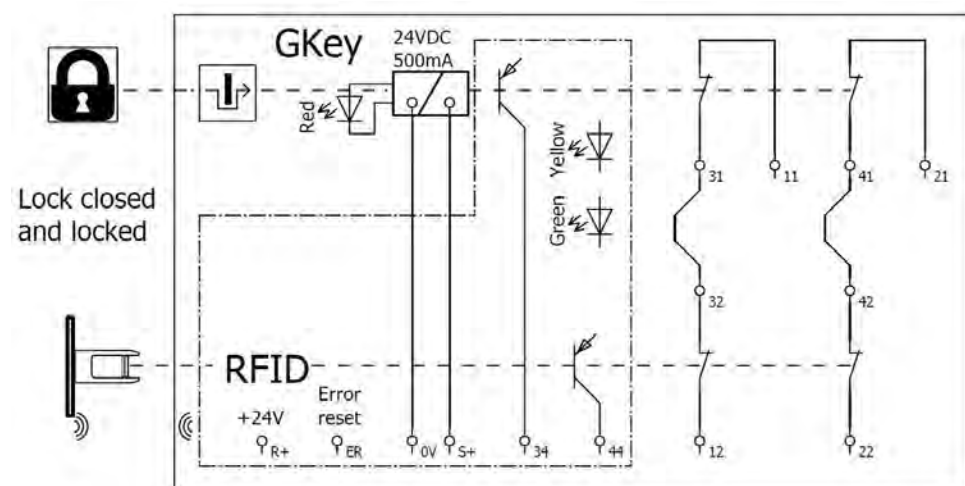 GKey
24VDC
500mA
Red
Yellow
Green
31
11
41
21
Lock closed
and locked
32
42
RFID
+24V
Error
reset
R+
ER
0V
S+
34
44
12
22